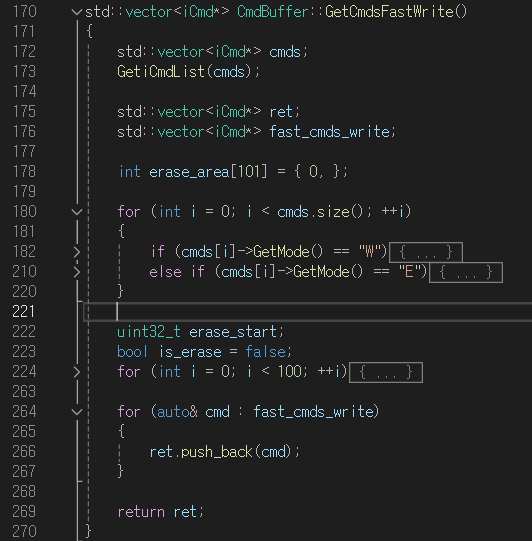 170 std::vector<iCmd*> CmdBuffer::GetCmdsFastWrite()
171 {
172 std::vector<iCmd*> cmds;
173 GetiCmdList(cmds);
174
175 std::vector<iCmd*> ret;
176 std::vector<iCmd*> fast_cmds_write;
177
178 int erase_area[101] = { 0, };
179
180 for (int i = 0; i < cmds.size(); ++i)
181 {
182 if (cmds[i]->GetMode() == "W") { ... }
210 else if (cmds[i]->GetMode() == "E") { ... }
220 }
221
222 uint32_t erase_start;
223 bool is_erase = false;
224 for (int i = 0; i < 100; ++i) { ... }
263
264 for (auto& cmd : fast_cmds_write)
265 {
266 ret.push_back(cmd);
267 }
268
269 return ret;
270 }